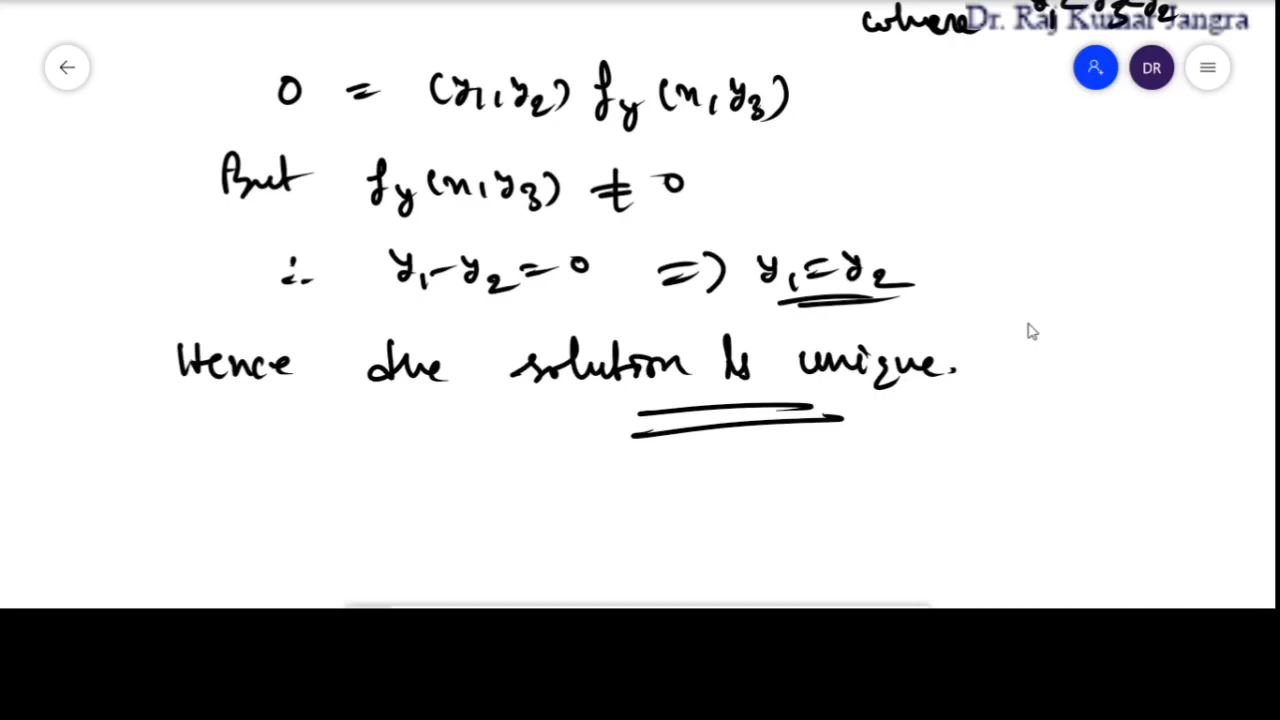 where Dr. Raj Kumar Jangra
DR
0 = (y1, y2) fy (x, y3)
But fy (x, y3) ≠ 0
∴ y1 - y2 = 0 => y1 = y2
Hence the solution is unique.